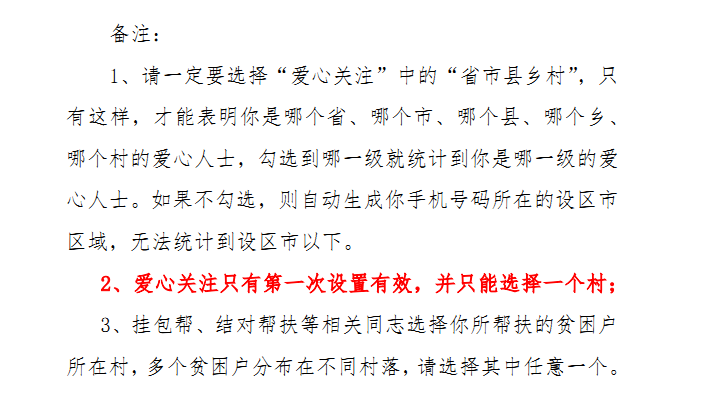 备注：
1、请一定要选择“爱心关注”中的“省市县乡村”，只
有这样，才能表明你是哪个省、哪个市、哪个县、哪个乡、
哪个村的爱心人士，勾选到哪一级就统计到你是哪一级的爱
心人士。如果不勾选，则自动生成你手机号码所在的设区市
区域，无法统计到设区市以下。
2、爱心关注只有第一次设置有效，并只能选择一个村；
3、挂包帮、结对帮扶等相关同志选择你所帮扶的贫困户
所在村，多个贫困户分布在不同村落，请选择其中任意一个。